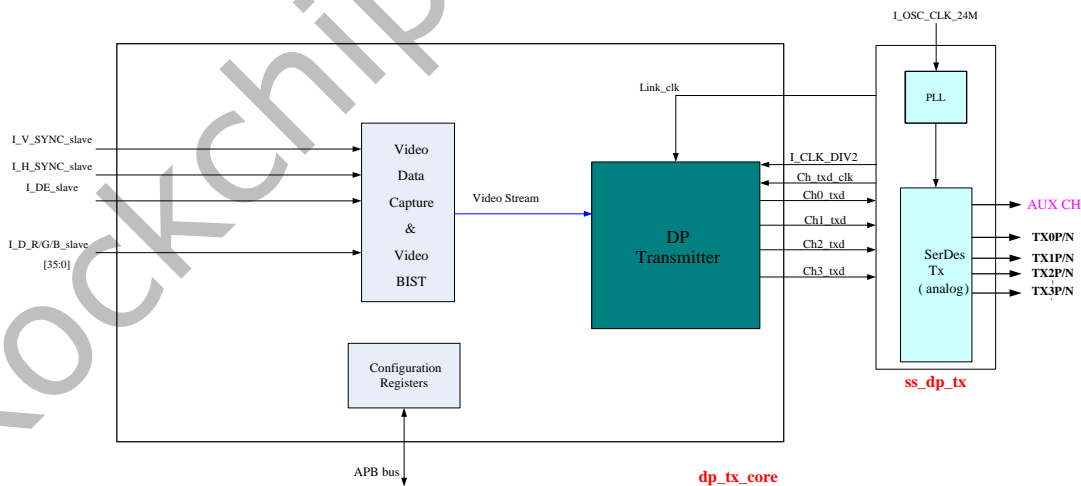 I_OSC_CLK_24M
PLL
Link_clk
I_V_SYNC_slave
I_H_SYNC_slave
I_DE_slave
I_D_R/G/B_slave
[35:0]
Video
Data
Capture
&
Video
BIST
Video Stream
DP
Transmitter
I_CLK_DIV2
Ch_txd_clk
Ch0_txd
Ch1_txd
Ch2_txd
Ch3_txd
SerDes
Tx
( analog)
AUX CH
TX0P/N
TX1P/N
TX2P/N
TX3P/N
ss_dp_tx
Configuration
Registers
APB bus
dp_tx_core
ockchip